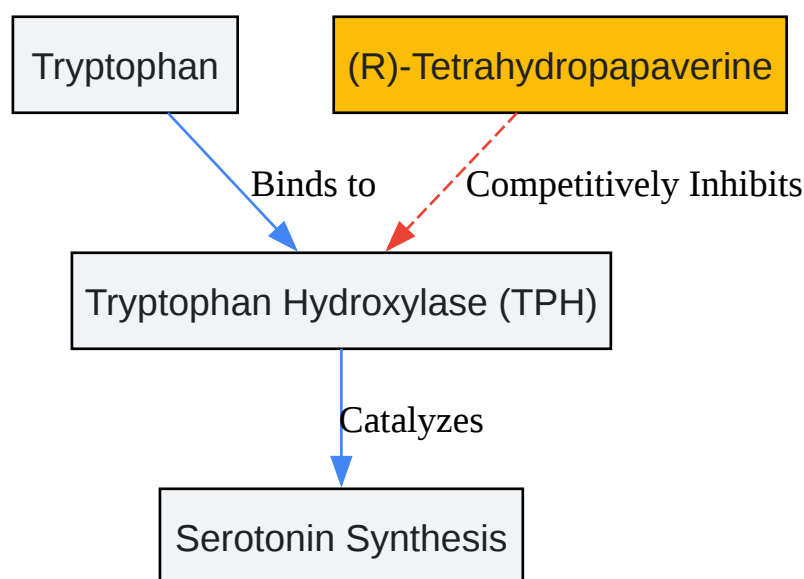 Tryptophan
(R)-Tetrahydropapaverine
Binds to
Competitively Inhibits
Tryptophan Hydroxylase (TPH)
Catalyzes
Serotonin Synthesis